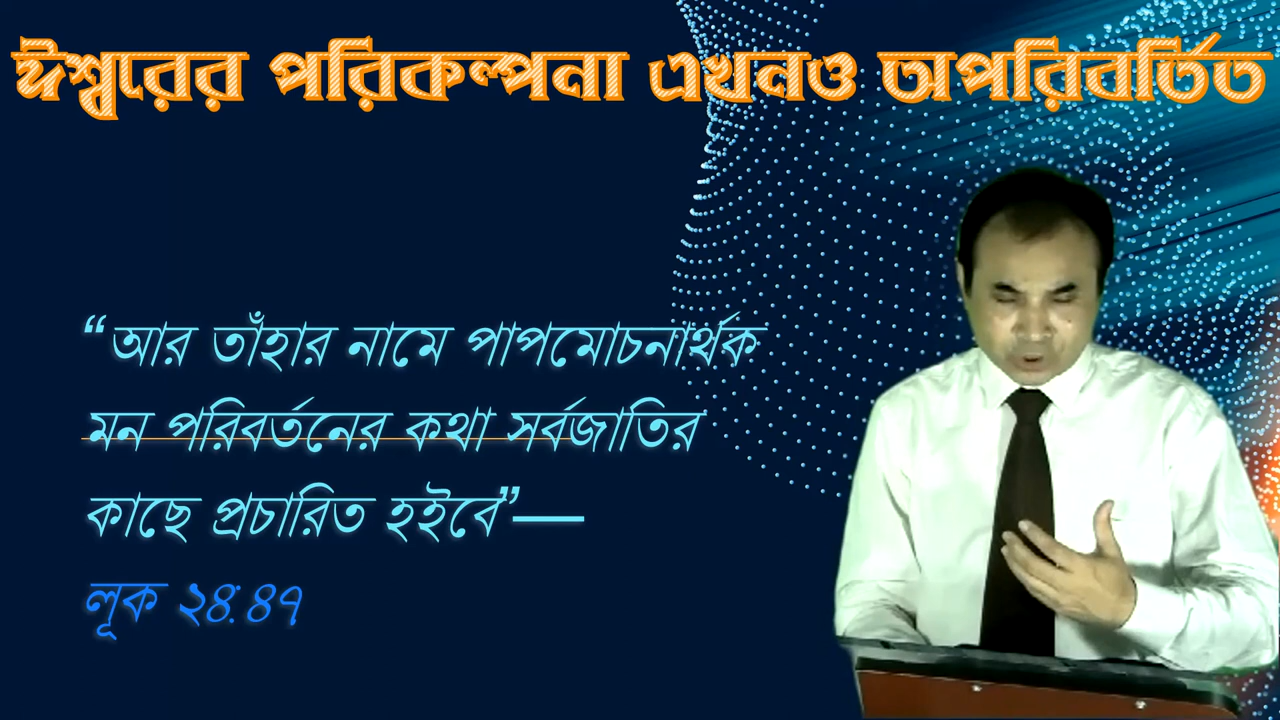 ঈশ্বরের পরিকল্পনা এখনও অপরিবর্তিত
“আর তাঁহার নামে পাপমোচনার্থক
মন পরিবর্তনের কথা সর্বজাতির
কাছে প্রচারিত হইবে”—
লূক ২৪:৪৭